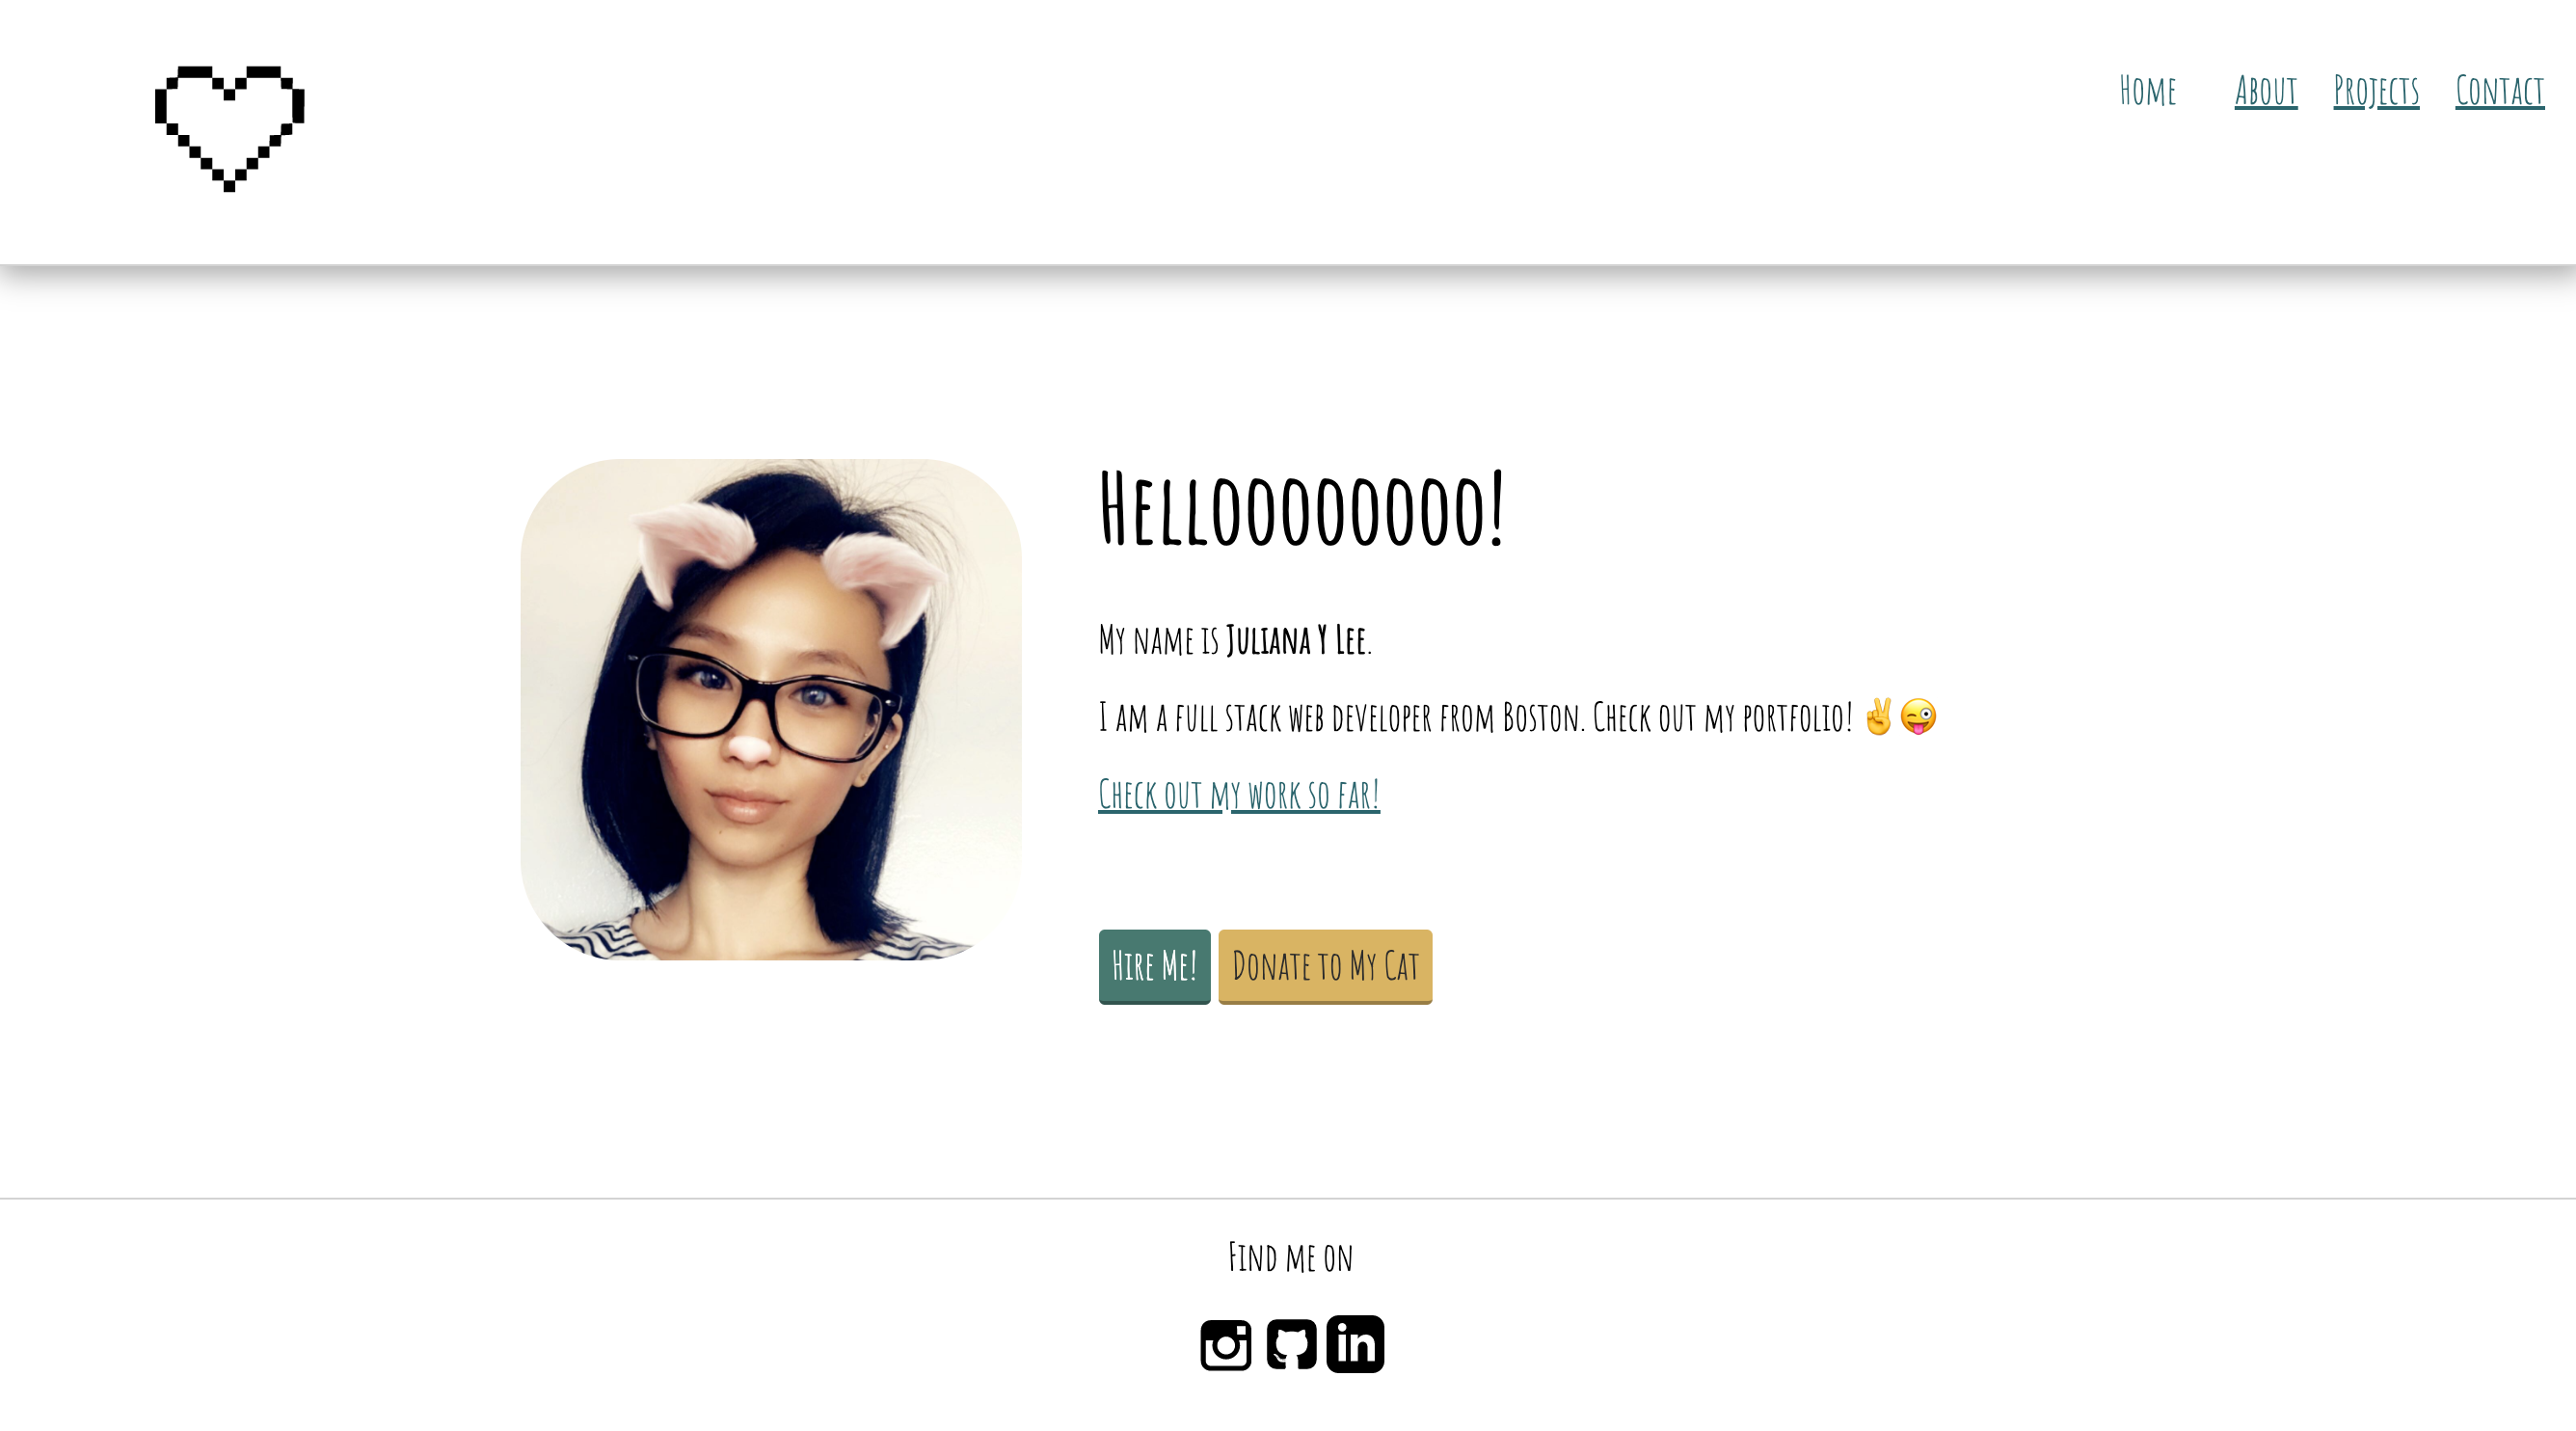 Home About Projects Contact
Helloooooooo!
My name is Juliana Y Lee.
I am a full stack web developer from Boston. Check out my portfolio! ✌️😜
Check out my work so far!
Hire Me! Donate to My Cat
Find me on
in